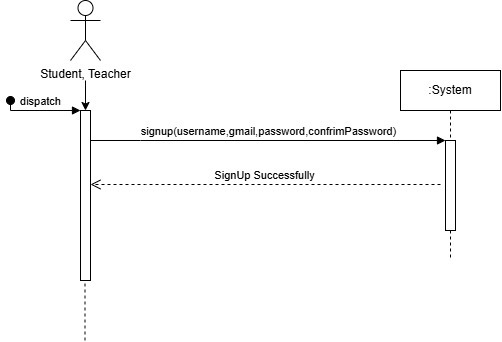 Student, Teacher
:System
dispatch
signup(username,gmail,password,confrimPassword)
SignUp Successfully